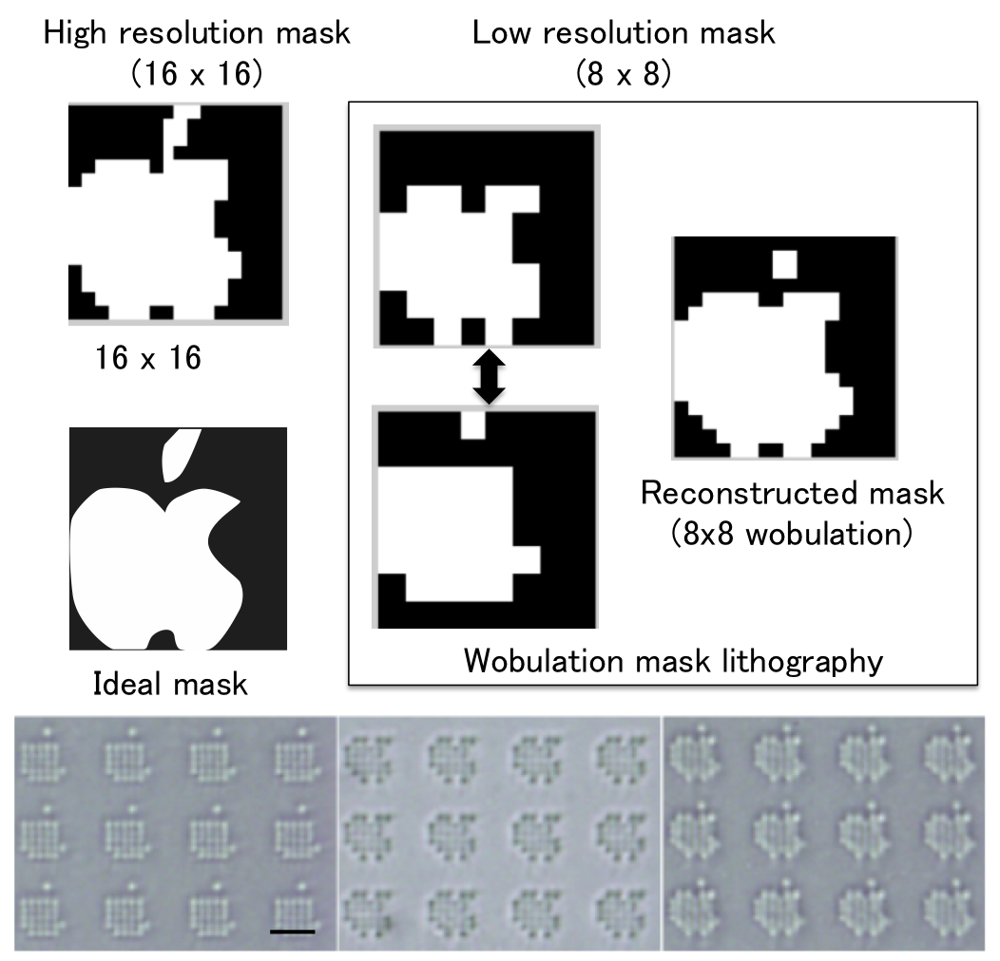 High resolution mask
(16 x 16)
Low resolution mask
(8 x 8)
16 x 16
Ideal mask
Reconstructed mask
(8x8 wobulation)
Wobulation mask lithography